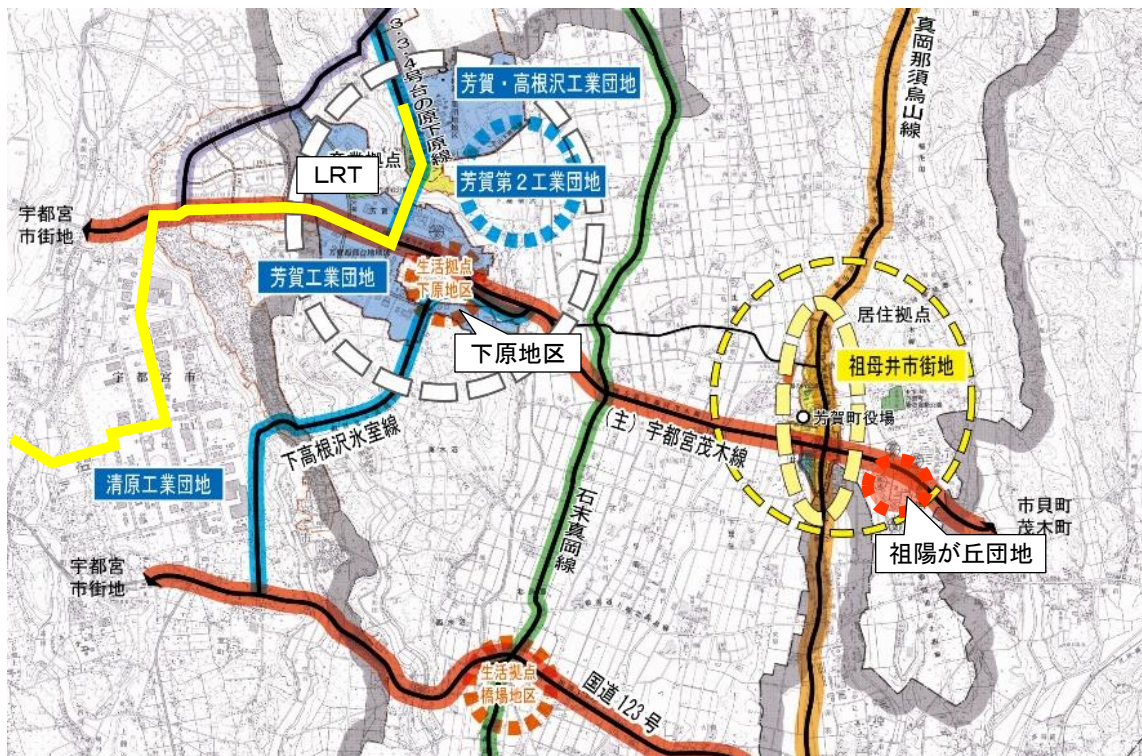 3・3・4号台の原下原線
芳賀・高根沢工業団地
真岡那須烏山線
LRT
芳賀第2工業団地
宇都宮
市街地
芳賀工業団地
生活拠点
下原地区
下原地区
居住拠点
祖母井市街地
芳賀町役場
宇都宮市
下高根沢氷室線
(主)宇都宮茂木線
清原工業団地
石末真岡線
市貝町
茂木町
祖陽が丘団地
宇都宮
市街地
生活拠点
橋場地区
国道123号